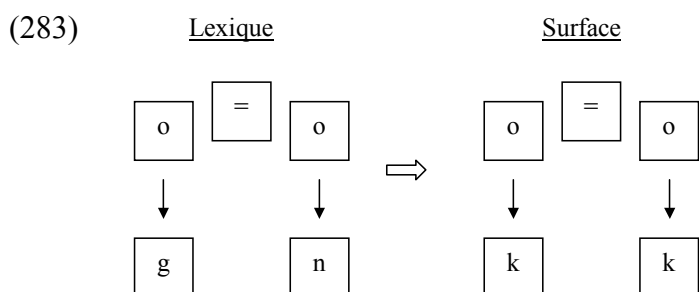 (283) Lexique Surface
= =
o o o o
g n k k